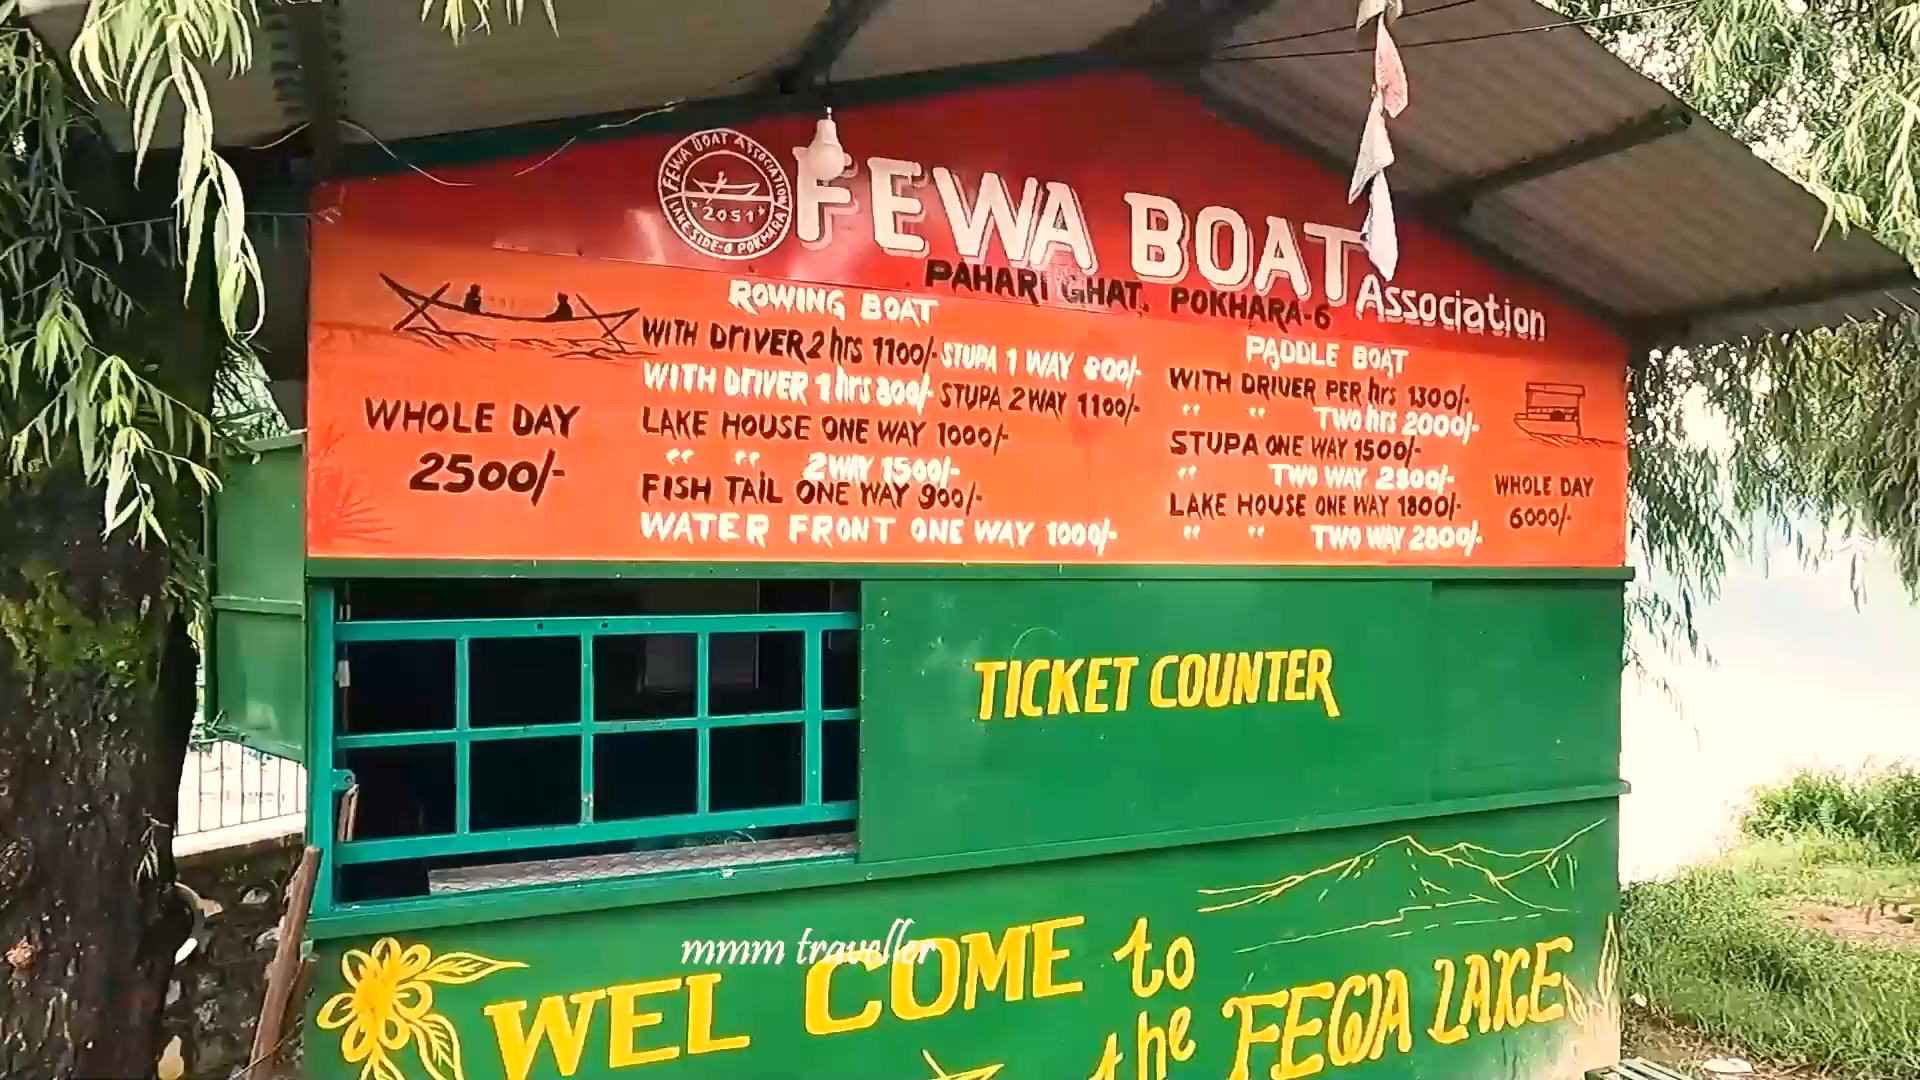 FEWA BOAT ASSOCIATION
2051
LAKE SIDE-6 POKHARA
FEWA BOAT
Association
PAHARI GHAT, POKHARA-6
ROWING BOAT
WITH DriVER 2 hrs 1100/-
WITH DriVER 1 hrs 800/-
STUPA 1 WAY 800/-
STUPA 2 WAY 1100/-
LAKE HOUSE ONE WAY 1000/-
" " 2 WAY 1500/-
FISH TAIL ONE WAY 900/-
WATER FRONT ONE WAY 1000/-
WHOLE DAY
2500/-
PADDLE BOAT
WITH DRIVER PER hrs 1300/-
" " TWO hrs 2000/-
STUPA ONE WAY 1500/-
" TWO WAY 2300/-
LAKE HOUSE ONE WAY 1800/-
" " TWO WAY 2800/-
WHOLE DAY
6000/-
TICKET COUNTER
mmm traveller
WEL COME to
the FEWA LAKE